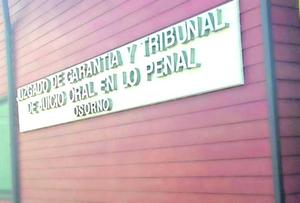 JUZGADO DE GARANTIA Y TRIBUNAL
DE JUICIO ORAL EN LO PENAL
OSORNO